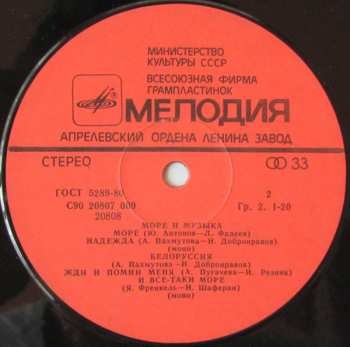 МИНИСТЕРСТВО
КУЛЬТУРЫ СССР
ВСЕСОЮЗНАЯ ФИРМА
ГРАМПЛАСТИНОК
МЕЛОДИЯ
АПРЕЛЕВСКИЙ ОРДЕНА ЛЕНИНА ЗАВОД
СТЕРЕО
33
ГОСТ 5289-80
2
С90 20807 009
Гр. 2. 1-20
20808
МОРЕ И МУЗЫКА
МОРЕ (Ю. Антонов—Л. Фадеев)
НАДЕЖДА (А. Пахмутова—Н. Добронравов)
(моно)
БЕЛОРУССИЯ
(А. Пахмутова—Н. Добронравов)
ЖДИ И ПОМНИ МЕНЯ (А. Пугачева—И. Резник)
И ВСЕ-ТАКИ МОРЕ
(Я. Френкель—И. Шаферан)
(моно)